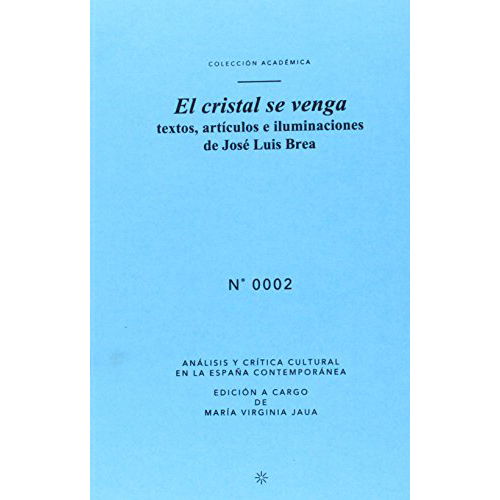 COLECCIÓN ACADÉMICA
El cristal se venga
textos, artículos e iluminaciones
de José Luis Brea
N° 0002
ANÁLISIS Y CRÍTICA CULTURAL
EN LA ESPAÑA CONTEMPORÁNEA
EDICIÓN A CARGO
DE
MARÍA VIRGINIA JAUA